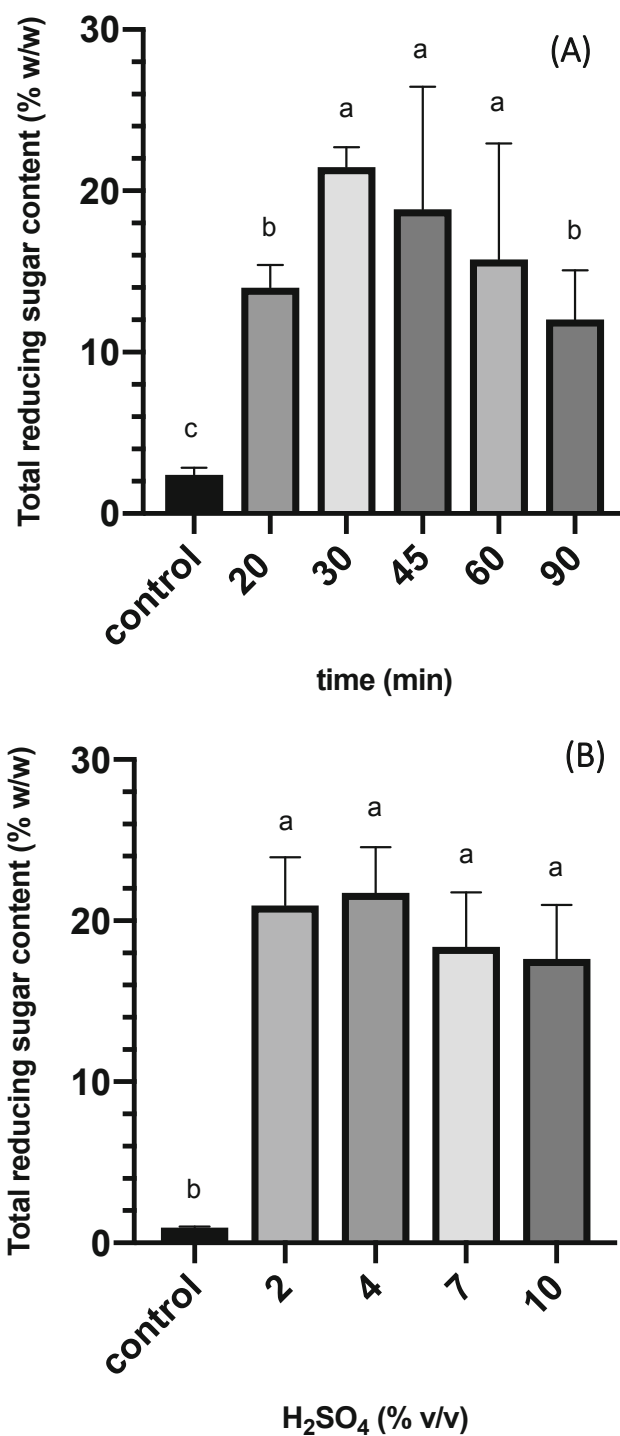 (A)
Total reducing sugar content (% w/w)
30
20
10
0
c
b
a
a
a
b
control
20
30
45
60
90
time (min)
(B)
Total reducing sugar content (% w/w)
30
20
10
0
b
a
a
a
a
control
2
4
7
10
H₂SO₄ (% v/v)